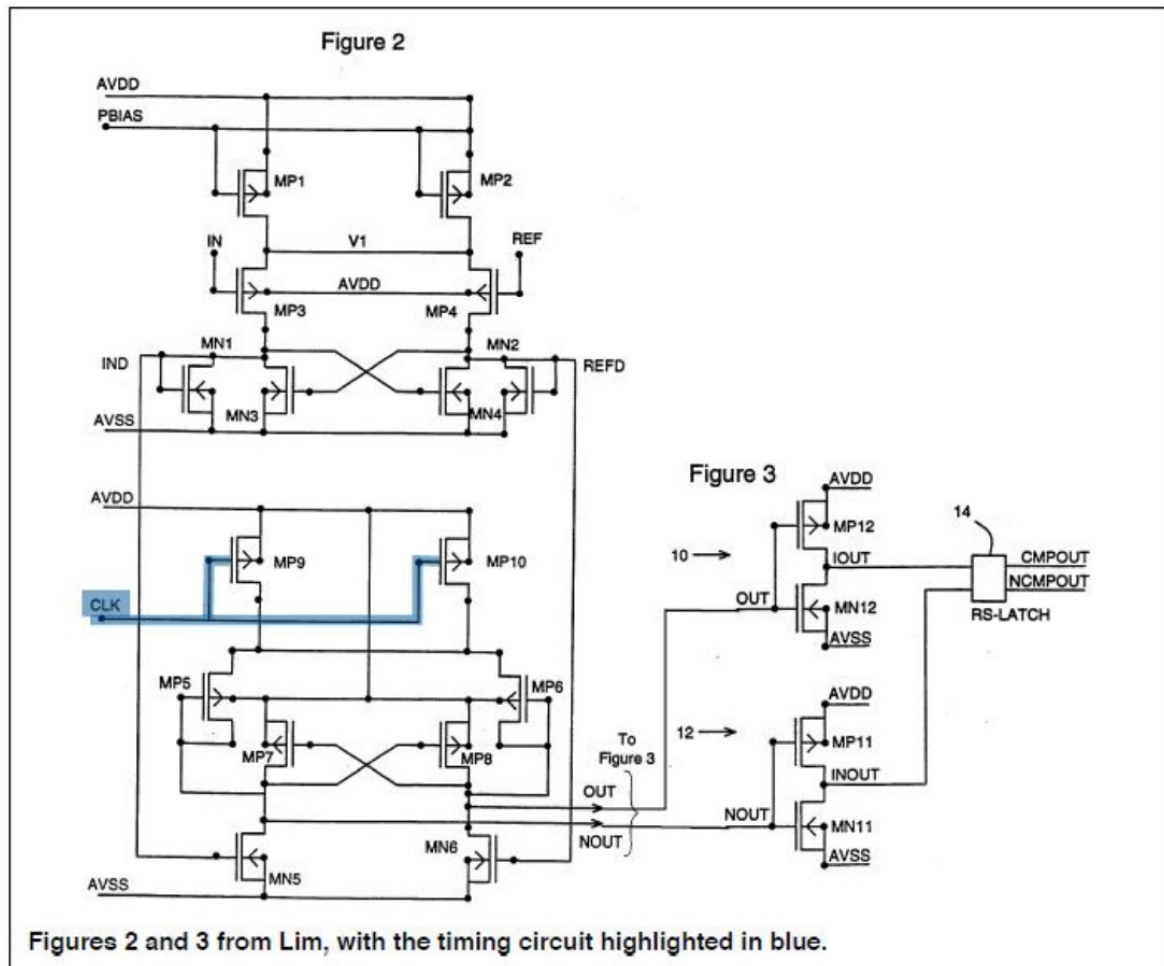 Figure 2
AVDD
PBIAS
MP1
MP2
IN
V1
REF
AVDD
MP3
MP4
MN1
MN2
IND
REFD
MN3
MN4
AVSS
Figure 3
AVDD
AVDD
MP9
MP10
MP12
14
10
IOUT
CMPOUT
NCMPOUT
CLK
OUT
MN12
RS-LATCH
AVSS
MP5
MP6
AVDD
12
MP7
MP8
To
Figure 3
MP11
OUT
INOUT
NOUT
NOUT
MN11
MN6
MN5
AVSS
AVSS
Figures 2 and 3 from Lim, with the timing circuit highlighted in blue.